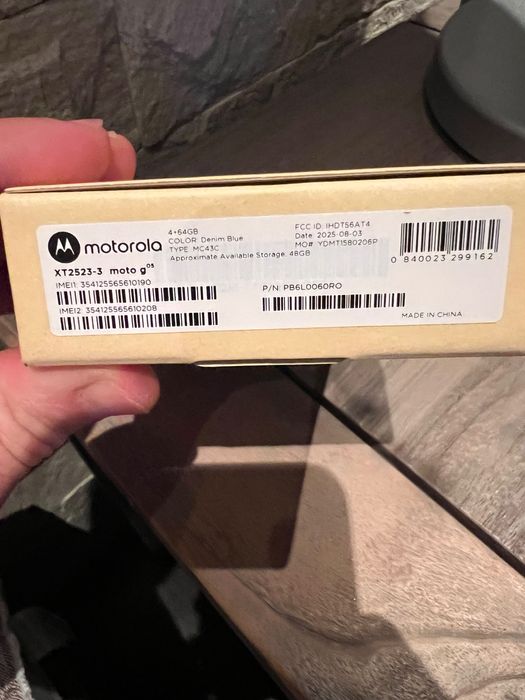 motorola
4+64GB
COLOR: Denim Blue
TYPE: MC43C
Approximate Available Storage: 48GB
FCC ID: IHDT56AT4
Date: 2025-08-03
MO# YDMT1580206P
0 840023 299162
XT2523-3 moto g05
IMEI1: 354125565610190
IMEI2: 354125565610208
P/N: PB6L0060RO
MADE IN CHINA